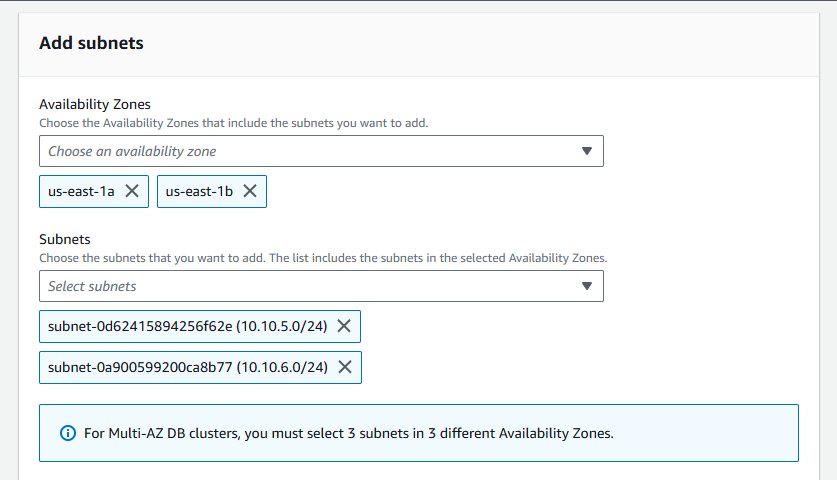 Add subnets
Availability Zones
Choose the Availability Zones that include the subnets you want to add.
Choose an availability zone
us-east-1a us-east-1b
Subnets
Choose the subnets that you want to add. The list includes the subnets in the selected Availability Zones.
Select subnets
subnet-0d62415894256f62e (10.10.5.0/24)
subnet-0a900599200ca8b77 (10.10.6.0/24)
For Multi-AZ DB clusters, you must select 3 subnets in 3 different Availability Zones.